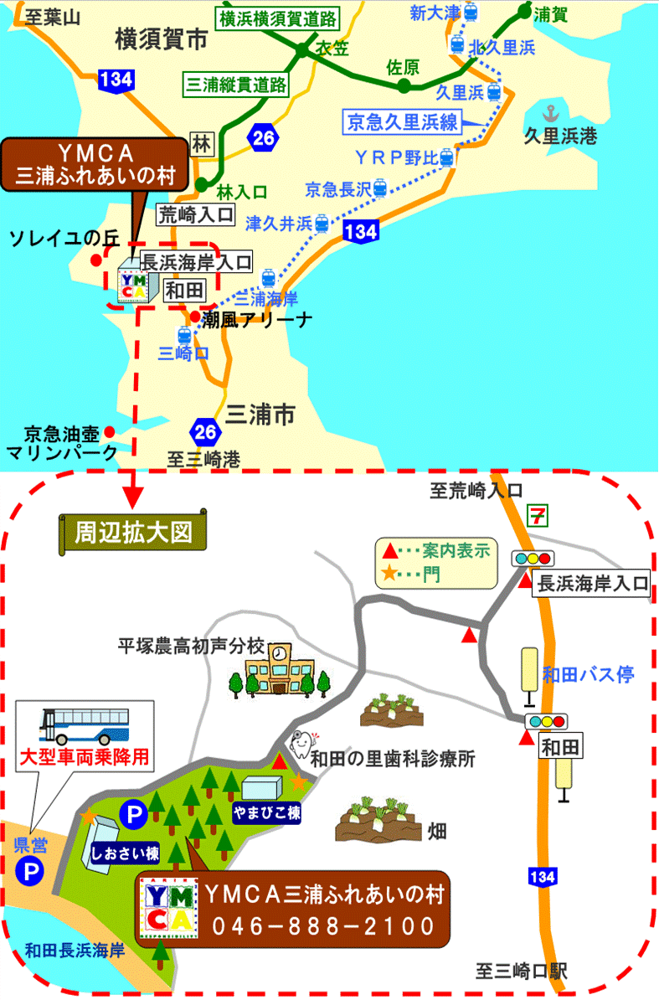 至葉山
横須賀市
横浜横須賀道路
新大津
浦賀
衣笠
北久里浜
134
三浦縦貫道路
佐原
久里浜
京急久里浜線
久里浜港
林
26
YMCA
三浦ふれあいの村
YRP野比
林入口
京急長沢
荒崎入口
津久井浜
134
ソレイユの丘
長浜海岸入口
YM
CA
和田
三浦海岸
潮風アリーナ
三崎口
三浦市
京急油壺
マリンパーク
26
至三崎港
至荒崎入口
7
周辺拡大図
・・・案内表示
・・・門
長浜海岸入口
平塚農高初声分校
和田バス停
大型車両乗降用
和田
和田の里歯科診療所
やまびこ棟
P
畑
県営
P
しおさい棟
134
YM
CA
RESPONSIBILITY
YMCA三浦ふれあいの村
046-888-2100
和田長浜海岸
至三崎口駅